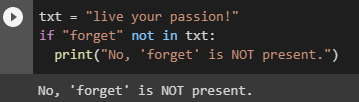 txt = "live your passion!"
if "forget" not in txt:
  print("No, 'forget' is NOT present.")
No, 'forget' is NOT present.